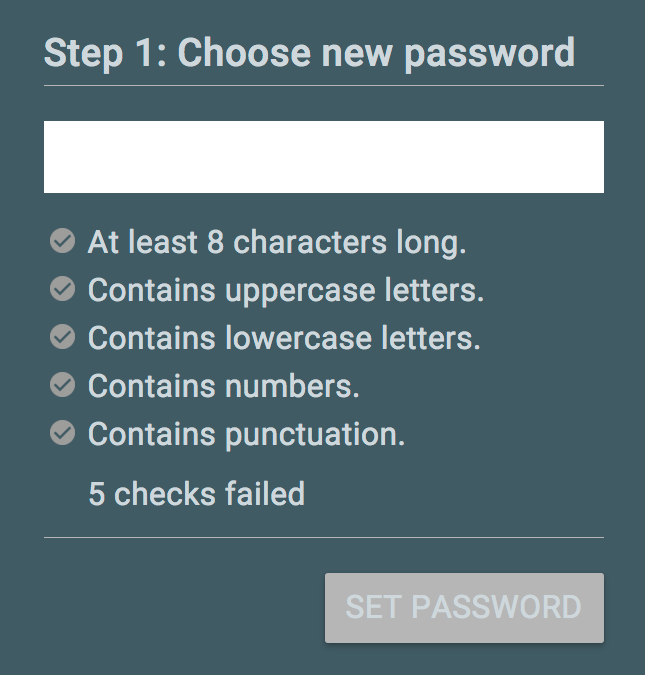 Step 1: Choose new password
At least 8 characters long.
Contains uppercase letters.
Contains lowercase letters.
Contains numbers.
Contains punctuation.
5 checks failed
SET PASSWORD